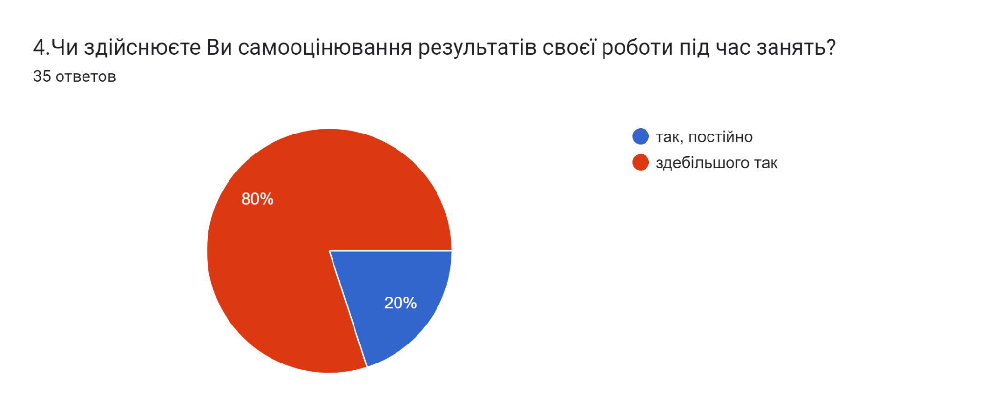 4.Чи здійснюєте Ви самооцінювання результатів своєї роботи під час занять?
35 ответов
так, постійно
здебільшого так
80%
20%